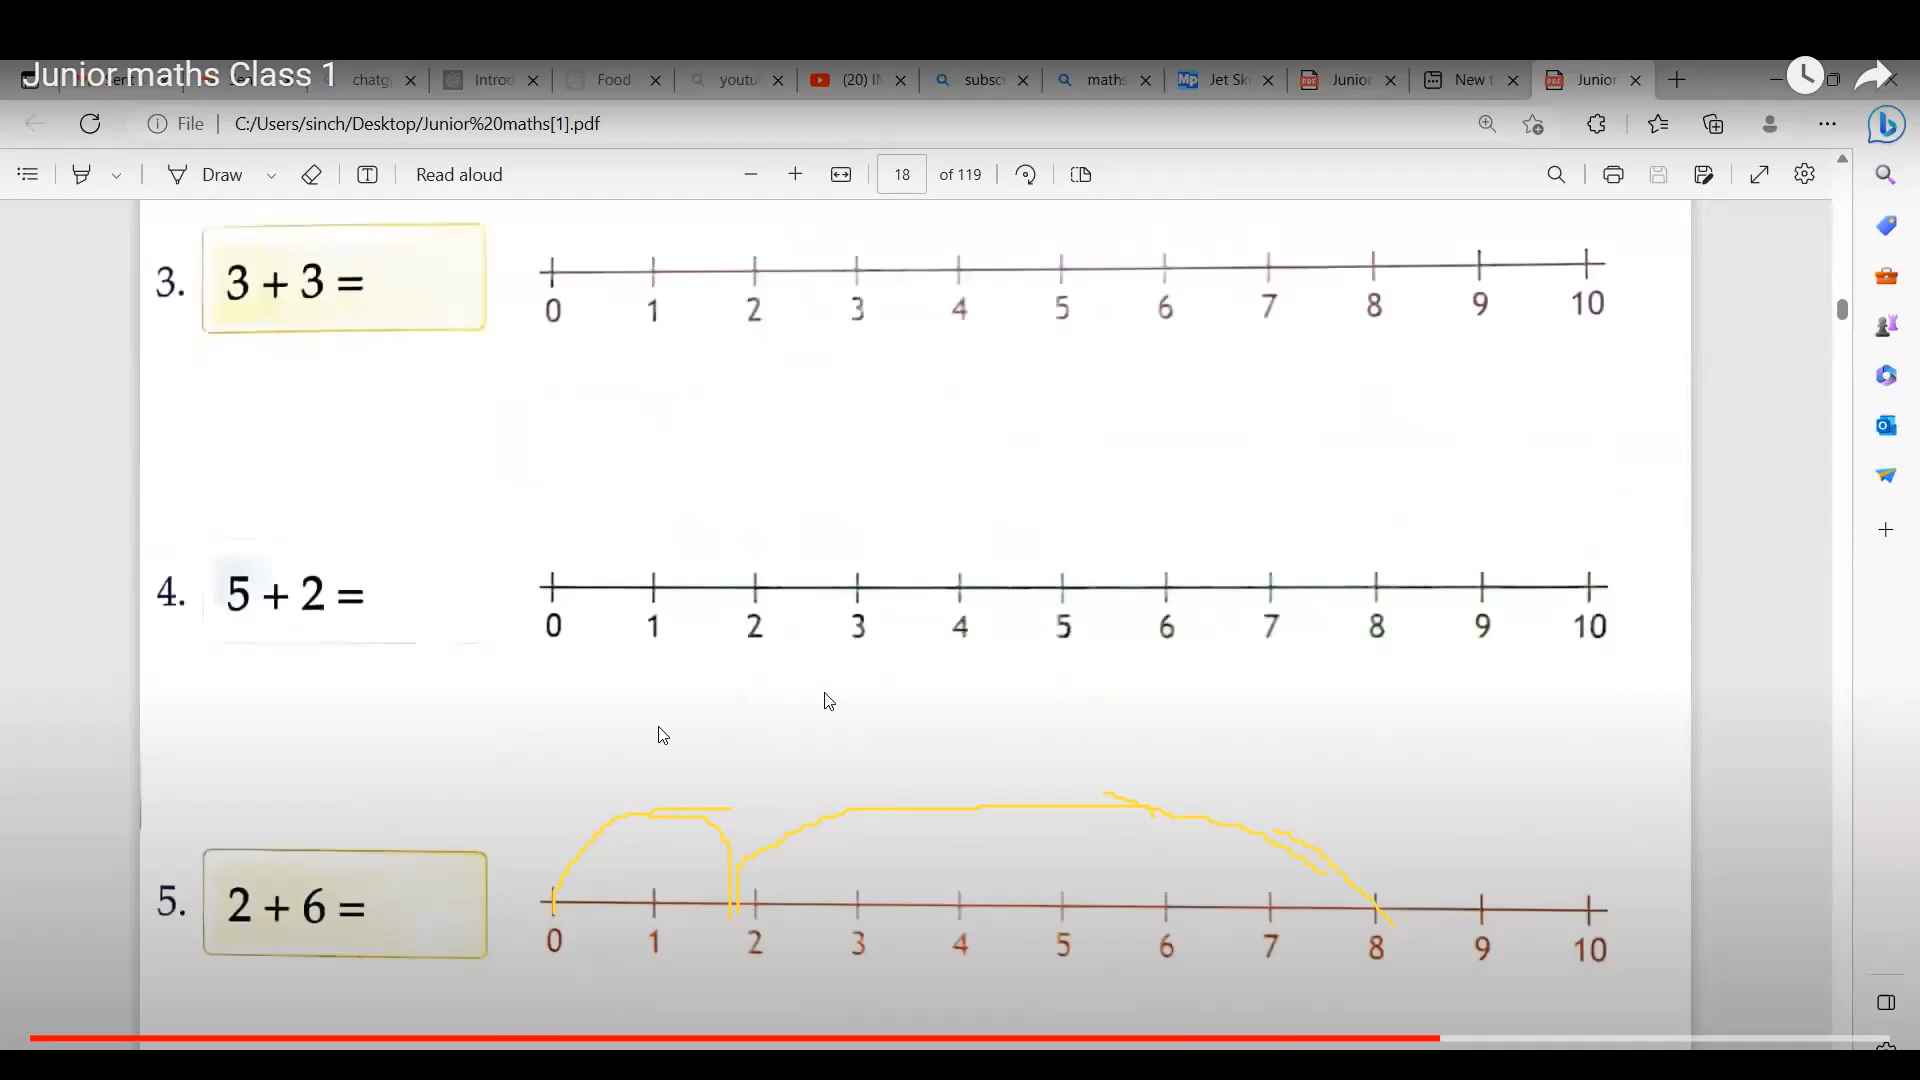 Junior maths Class 1
chatg
Introd
Food
youtu
(20) IN
subsc
maths
Jet Sk
Junior
New t
Junior
File
C:/Users/sinch/Desktop/Junior%20maths[1].pdf
Draw
Read aloud
18
of 119
3. 3 + 3 =
0 1 2 3 4 5 6 7 8 9 10
4. 5 + 2 =
0 1 2 3 4 5 6 7 8 9 10
5. 2 + 6 =
0 1 2 3 4 5 6 7 8 9 10